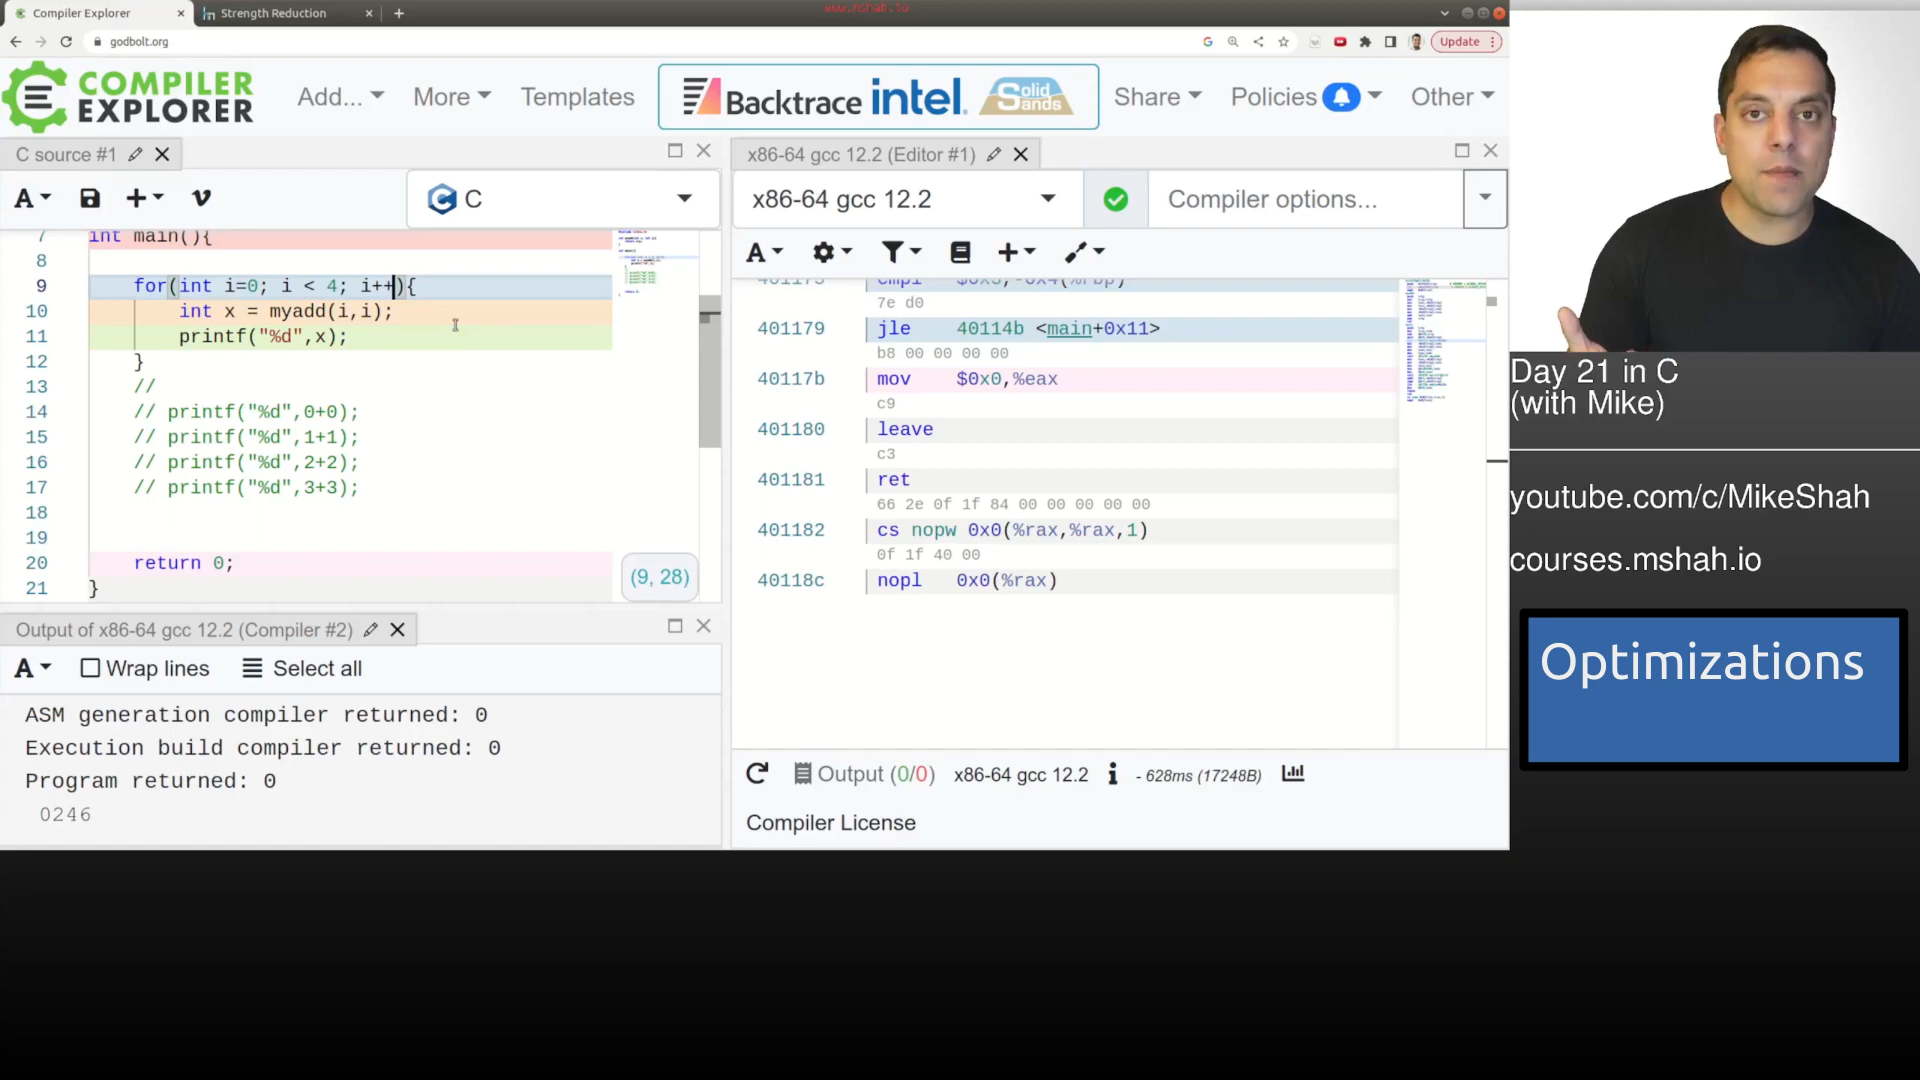 Compiler Explorer
Strength Reduction
www.mshah.io
godbolt.org
Update
COMPILER EXPLORER
Add...
More
Templates
Backtrace
intel.
Solid Sands
Share
Policies
Other
C source #1
x86-64 gcc 12.2 (Editor #1)
A
C
x86-64 gcc 12.2
Compiler options...
7 int main(){
8
9 for(int i=0; i < 4; i++){
10 int x = myadd(i,i);
11 printf("%d",x);
12 }
13 //
14 // printf("%d",0+0);
15 // printf("%d",1+1);
16 // printf("%d",2+2);
17 // printf("%d",3+3);
18
19
20 return 0;
21 }
(9, 28)
A
401175 cmpl $0x3,-0x4(%rbp)
7e d0
401179 jle 40114b <main+0x11>
b8 00 00 00 00
40117b mov $0x0,%eax
c9
401180 leave
c3
401181 ret
66 2e 0f 1f 84 00 00 00 00 00
401182 cs nopw 0x0(%rax,%rax,1)
0f 1f 40 00
40118c nopl 0x0(%rax)
Output of x86-64 gcc 12.2 (Compiler #2)
A
Wrap lines
Select all
ASM generation compiler returned: 0
Execution build compiler returned: 0
Program returned: 0
0246
Output (0/0) x86-64 gcc 12.2 i - 628ms (17248B)
Compiler License
Day 21 in C
(with Mike)
youtube.com/c/MikeShah
courses.mshah.io
Optimizations